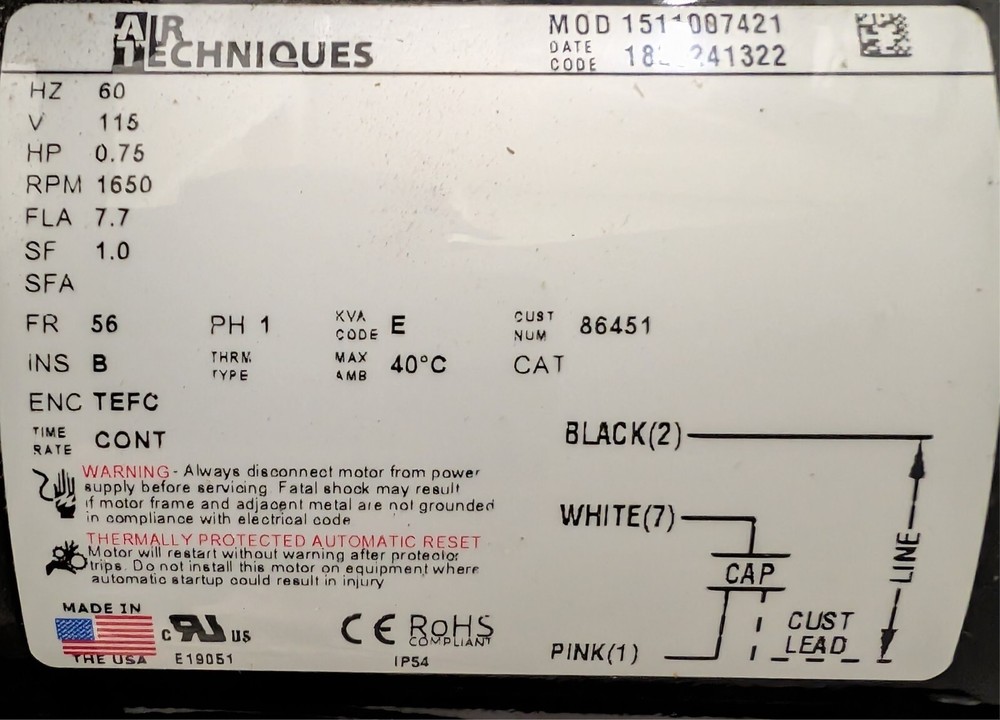 AIR
TECHNIQUES
MOD 087421
DATE
CODE 241322
HZ 60
V 115
HP 0.75
RPM 1650
FLA 7.7
SF 1.0
SFA
FR 56 PH 1 KVA CODE E CUST NUM 86451
INS B THRM TYPE MAX AMB 40°C CAT
ENC TEFC
TIME RATE CONT
WARNING - Always disconnect motor from power
supply before servicing. Fatal shock may result
if motor frame and adjacent metal are not grounded
in compliance with electrical code
THERMALLY PROTECTED AUTOMATIC RESET
Motor will restart without warning after protector
trips. Do not install this motor on equipment where
automatic startup could result in injury
MADE IN
THE USA
c RU US
E19051
CE RoHS
COMPLIANT
IP54
BLACK(2)
WHITE(7)
CAP
LINE
CUST
LEAD
PINK(1)